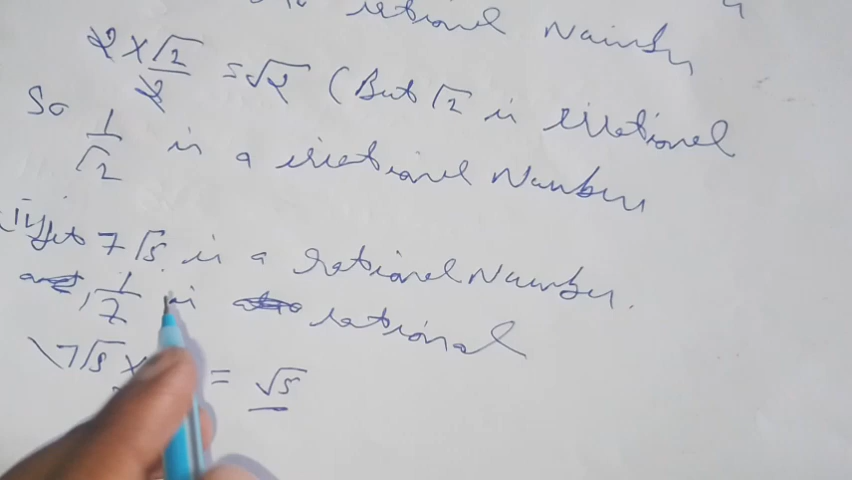 rational Number
2 × √2/2 = √2 (But √2 is irrational
So 1/√2 is a irrational Number
ii) Let 7√5 is a rational Number.
, 1/7 is rational
7√5 × = √5